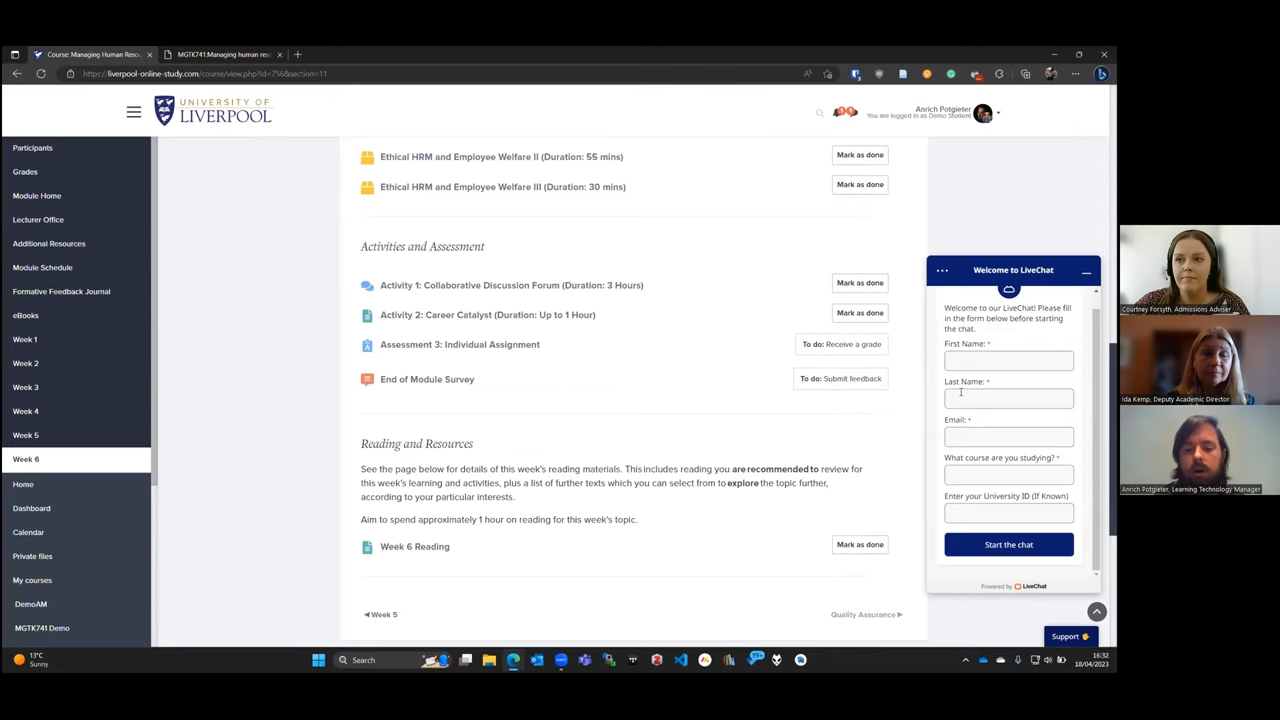 Course: Managing Human Reso
MGTK741:Managing human res
https://liverpool-online-study.com/course/view.php?id=756&section=11
UNIVERSITY OF
LIVERPOOL
Anrich Potgieter
You are logged in as Demo Student
Participants
Grades
Module Home
Lecturer Office
Additional Resources
Module Schedule
Formative Feedback Journal
eBooks
Week 1
Week 2
Week 3
Week 4
Week 5
Week 6
Home
Dashboard
Calendar
Private files
My courses
DemoAM
MGTK741 Demo
Ethical HRM and Employee Welfare II (Duration: 55 mins)
Mark as done
Ethical HRM and Employee Welfare III (Duration: 30 mins)
Mark as done
Activities and Assessment
Activity 1: Collaborative Discussion Forum (Duration: 3 Hours)
Mark as done
Activity 2: Career Catalyst (Duration: Up to 1 Hour)
Mark as done
Assessment 3: Individual Assignment
To do: Receive a grade
End of Module Survey
To do: Submit feedback
Reading and Resources
See the page below for details of this week's reading materials. This includes reading you are recommended to review for
this week's learning and activities, plus a list of further texts which you can select from to explore the topic further,
according to your particular interests.
Aim to spend approximately 1 hour on reading for this week's topic.
Week 6 Reading
Mark as done
◀ Week 5
Quality Assurance ▶
Welcome to LiveChat
Welcome to our LiveChat! Please fill
in the form below before starting
the chat.
First Name: *
Last Name: *
Email: *
What course are you studying? *
Enter your University ID (If Known)
Start the chat
Powered by LiveChat
Support
Courtney Forsyth, Admissions Adviser
Ida Kemp, Deputy Academic Director
Anrich Potgieter, Learning Technology Manager
13°C
Sunny
Search
99+
16:32
18/04/2023